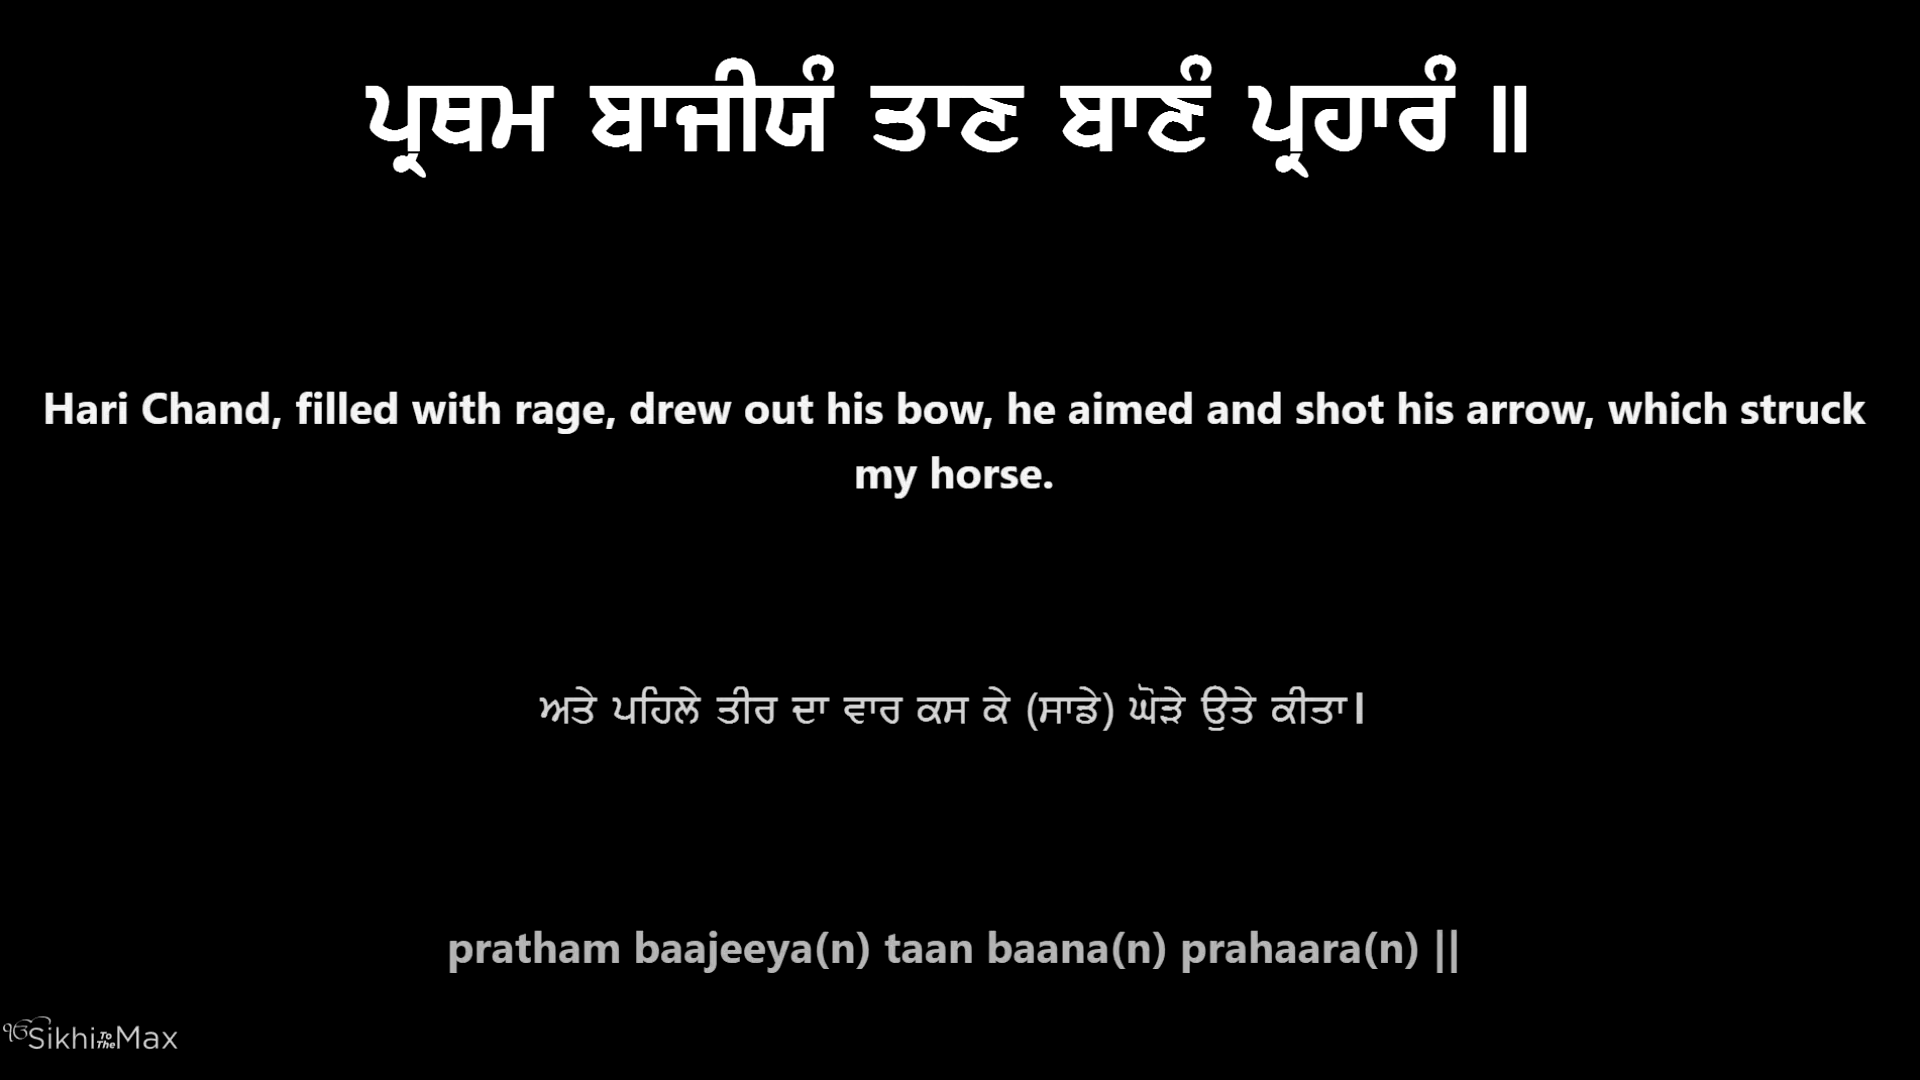 ਪ੍ਰਥਮ ਬਾਜੀਯੰ ਤਾਣ ਬਾਣੰ ਪ੍ਰਹਾਰੰ ॥
Hari Chand, filled with rage, drew out his bow, he aimed and shot his arrow, which struck
my horse.
ਅਤੇ ਪਹਿਲੇ ਤੀਰ ਦਾ ਵਾਰ ਕਸ ਕੇ (ਸਾਡੇ) ਘੋੜੇ ਉਤੇ ਕੀਤਾ।
pratham baajeeya(n) taan baana(n) prahaara(n) ||
ੴSikhiToTheMax